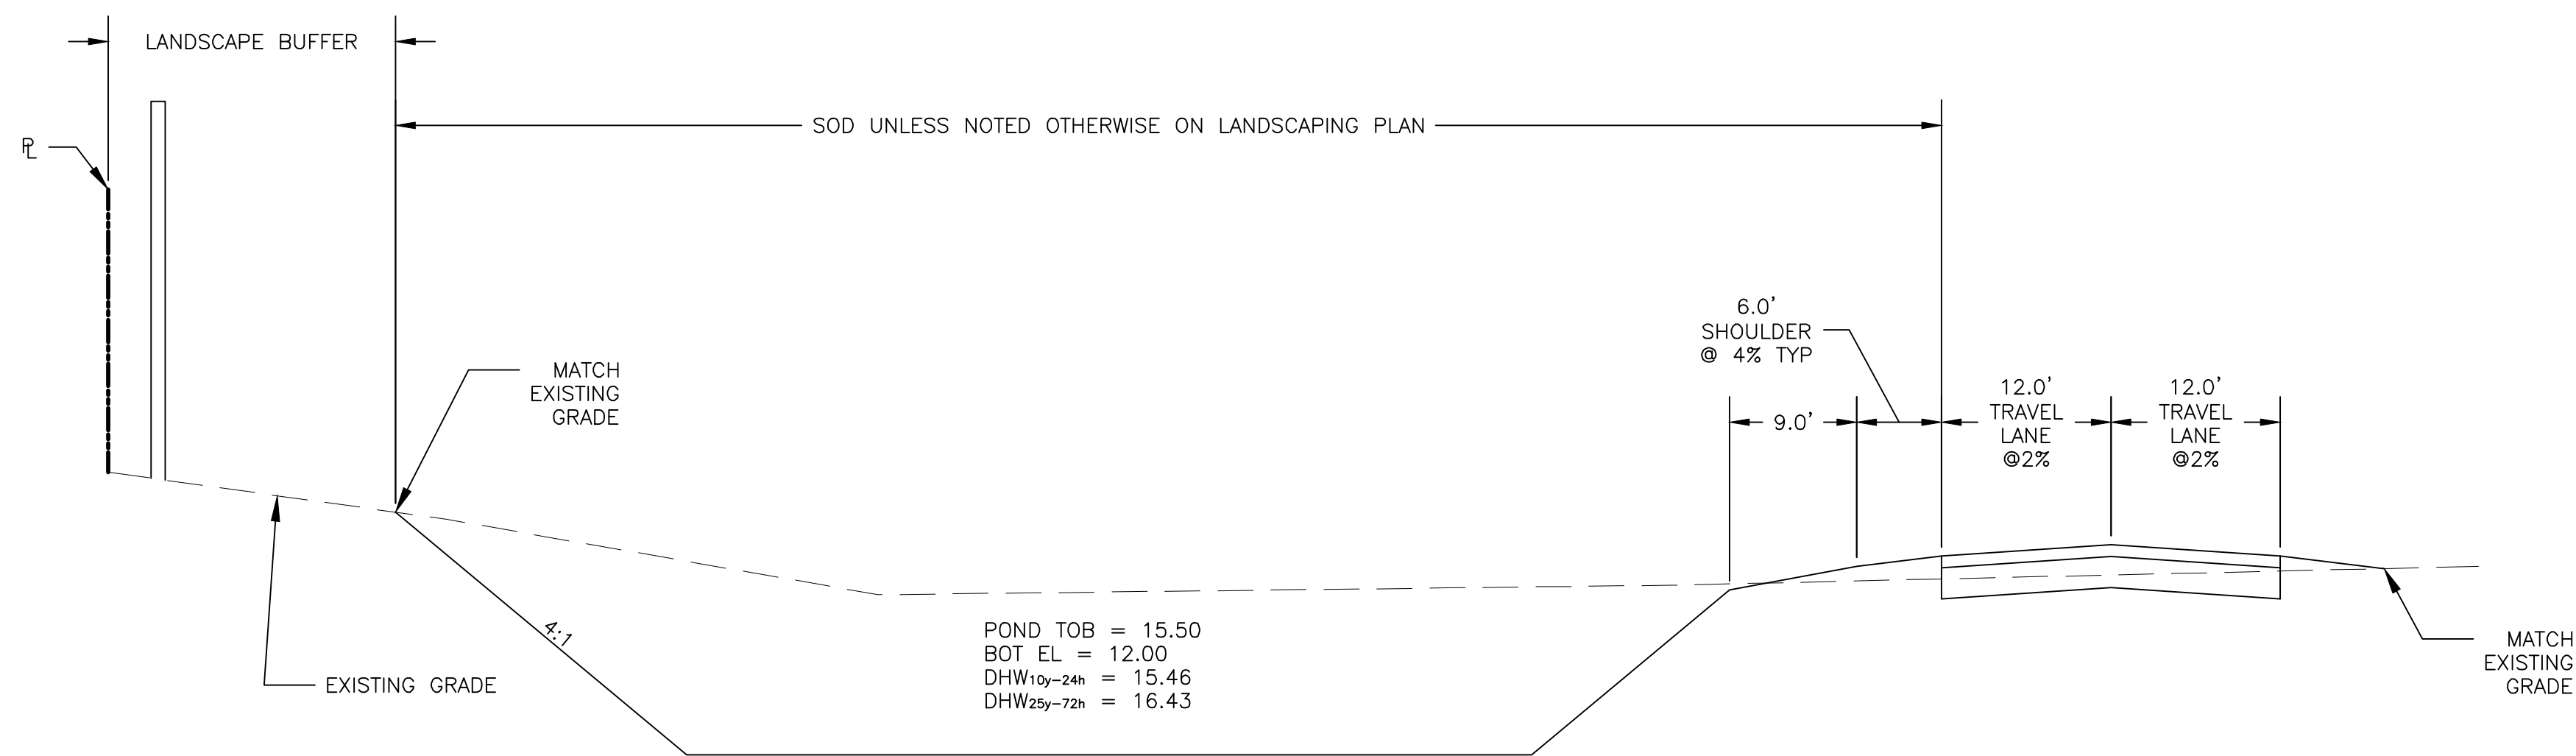 LANDSCAPE BUFFER
SOD UNLESS NOTED OTHERWISE ON LANDSCAPING PLAN
PL
6.0'
SHOULDER
@ 4% TYP
MATCH
EXISTING
GRADE
9.0'
12.0'
TRAVEL
LANE
@2%
12.0'
TRAVEL
LANE
@2%
4:1
POND TOB = 15.50
BOT EL = 12.00
DHW10y-24h = 15.46
DHW25y-72h = 16.43
EXISTING GRADE
MATCH
EXISTING
GRADE